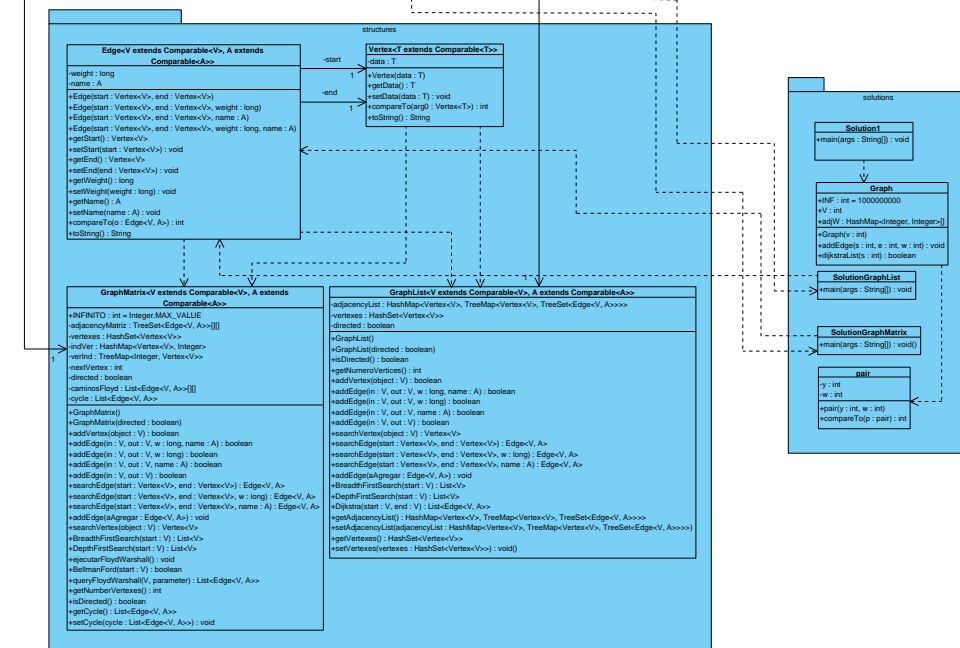 structures
Edge<V extends Comparable<V>, A extends
Comparable<A>>
-weight : long
-name : A
+Edge(start : Vertex<V>, end : Vertex<V>)
+Edge(start : Vertex<V>, end : Vertex<V>, weight : long)
+Edge(start : Vertex<V>, end : Vertex<V>, name : A)
+Edge(start : Vertex<V>, end : Vertex<V>, weight : long, name : A)
+getStart() : Vertex<V>
+setStart(start : Vertex<V>) : void
+getEnd() : Vertex<V>
+setEnd(end : Vertex<V>) : void
+getWeight() : long
+setWeight(weight : long) : void
+getName() : A
+setName(name : A) : void
+compareTo(o : Edge<V, A>) : int
+toString() : String
-start
1
-end
1
Vertex<T extends Comparable<T>>
-data : T
+Vertex(data : T)
+getData() : T
+setData(data : T) : void
+compareTo(arg0 : Vertex<T>) : int
+toString() : String
1
1
GraphMatrix<V extends Comparable<V>, A extends
Comparable<A>>
+INFINITO : int = Integer.MAX_VALUE
-adjacencyMatriz : TreeSet<Edge<V, A>>[][]
-vertexes : HashSet<Vertex<V>>
-indVer : HashMap<Vertex<V>, Integer>
-verInd : TreeMap<Integer, Vertex<V>>
-nextVertex : int
-directed : boolean
-caminosFloyd : List<Edge<V, A>>[][]
-cycle : List<Edge<V, A>>
+GraphMatrix()
+GraphMatrix(directed : boolean)
+addVertex(object : V) : boolean
+addEdge(in : V, out : V, w : long, name : A) : boolean
+addEdge(in : V, out : V, w : long) : boolean
+addEdge(in : V, out : V, name : A) : boolean
+addEdge(in : V, out : V) : boolean
+searchEdge(start : Vertex<V>, end : Vertex<V>) : Edge<V, A>
+searchEdge(start : Vertex<V>, end : Vertex<V>, w : long) : Edge<V, A>
+searchEdge(start : Vertex<V>, end : Vertex<V>, name : A) : Edge<V, A>
+addEdge(aAgregar : Edge<V, A>) : void
+searchVertex(object : V) : Vertex<V>
+BreadthFirstSearch(start : V) : List<V>
+DepthFirstSearch(start : V) : List<V>
+ejecutarFloydWarshall() : void
+BellmanFord(start : V) : boolean
+queryFloydWarshall(V, parameter) : List<Edge<V, A>>
+getNumberVertexes() : int
+isDirected() : boolean
+getCycle() : List<Edge<V, A>>
+setCycle(cycle : List<Edge<V, A>>) : void
GraphList<V extends Comparable<V>, A extends Comparable<A>>
-adjacencyList : HashMap<Vertex<V>, TreeMap<Vertex<V>, TreeSet<Edge<V, A>>>>
-vertexes : HashSet<Vertex<V>>
-directed : boolean
+GraphList()
+GraphList(directed : boolean)
+isDirected() : boolean
+getNumeroVertices() : int
+addVertex(object : V) : boolean
+addEdge(in : V, out : V, w : long, name : A) : boolean
+addEdge(in : V, out : V, w : long) : boolean
+addEdge(in : V, out : V, name : A) : boolean
+addEdge(in : V, out : V) : boolean
+searchVertex(object : V) : Vertex<V>
+searchEdge(start : Vertex<V>, end : Vertex<V>) : Edge<V, A>
+searchEdge(start : Vertex<V>, end : Vertex<V>, w : long) : Edge<V, A>
+searchEdge(start : Vertex<V>, end : Vertex<V>, name : A) : Edge<V, A>
+addEdge(aAgregar : Edge<V, A>) : void
+BreadthFirstSearch(start : V) : List<V>
+DepthFirstSearch(start : V) : List<V>
+Dijkstra(start : V, end : V) : List<Edge<V, A>>
+getAdjacencyList() : HashMap<Vertex<V>, TreeMap<Vertex<V>, TreeSet<Edge<V, A>>>>
+setAdjacencyList(adjacencyList : HashMap<Vertex<V>, TreeMap<Vertex<V>, TreeSet<Edge<V, A>>>>)
+getVertexes() : HashSet<Vertex<V>>
+setVertexes(vertexes : HashSet<Vertex<V>>) : void()
solutions
Solution1
+main(args : String[]) : void
Graph
+INF : int = 1000000000
+V : int
+adjW : HashMap<Integer, Integer>[]
+Graph(v : int)
+addEdge(s : int, e : int, w : int) : void
+dijkstraList(s : int) : boolean
SolutionGraphList
+main(args : String[]) : void
SolutionGraphMatrix
+main(args : String[]) : void()
pair
-y : int
-w : int
+pair(y : int, w : int)
+compareTo(p : pair) : int